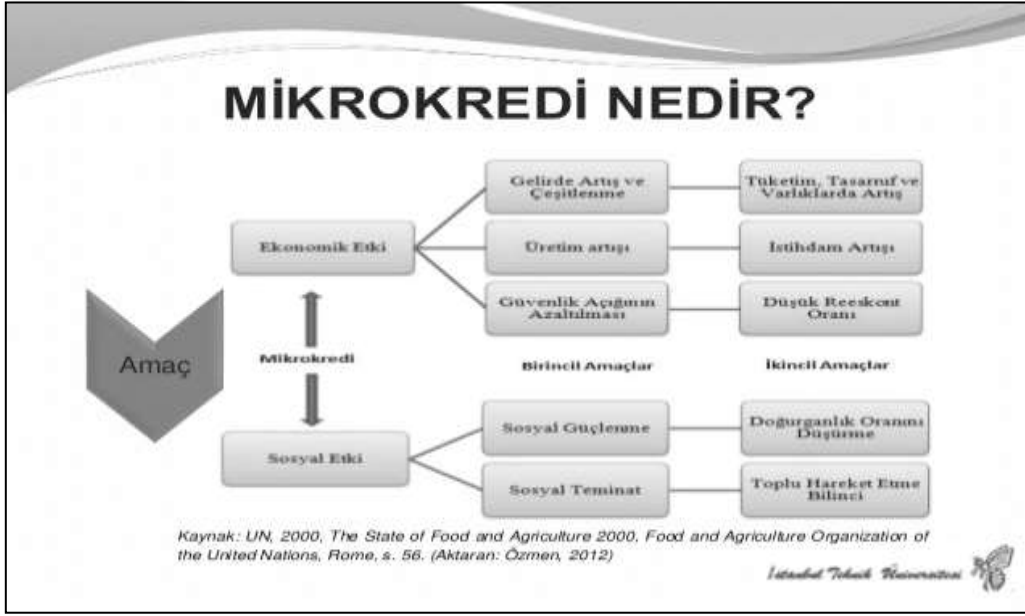 MİKROKREDİ NEDİR?
Gelirde Artış ve
Çeşitlenme
Tüketim, Tasarruf ve
Varlıklarda Artış
Ekonomik Etki
Üretim artışı
İstihdam Artışı
Güvenlik Açığının
Azaltılması
Düşük Reeskont
Oranı
Amaç
Mikrokredi
Birincil Amaçlar
İkincil Amaçlar
Sosyal Güçlenme
Doğurganlık Oranını
Düşürme
Sosyal Etki
Sosyal Teminat
Toplu Hareket Etme
Bilinci
Kaynak: UN, 2000, The State of Food and Agriculture 2000, Food and Agriculture Organization of
the United Nations, Rome, s. 56. (Aktaran: Özmen, 2012)
İstanbul Teknik Üniversitesi